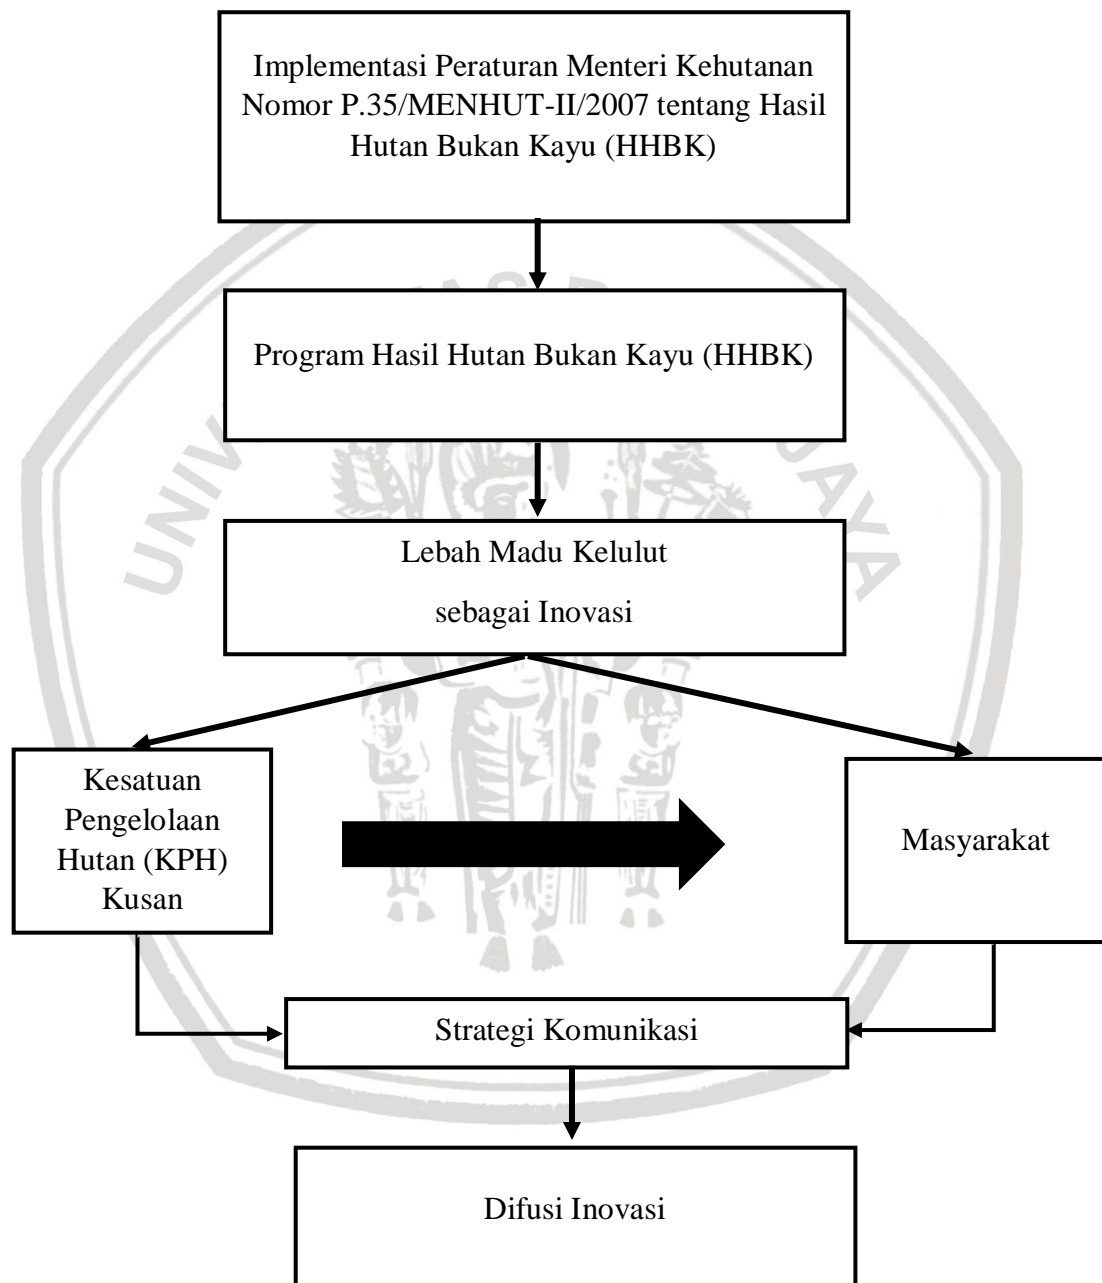 Implementasi Peraturan Menteri Kehutanan
Nomor P.35/MENHUT-II/2007 tentang Hasil
Hutan Bukan Kayu (HHBK)
Program Hasil Hutan Bukan Kayu (HHBK)
Lebah Madu Kelulut
sebagai Inovasi
Kesatuan
Pengelolaan
Hutan (KPH)
Kusan
Masyarakat
Strategi Komunikasi
Difusi Inovasi